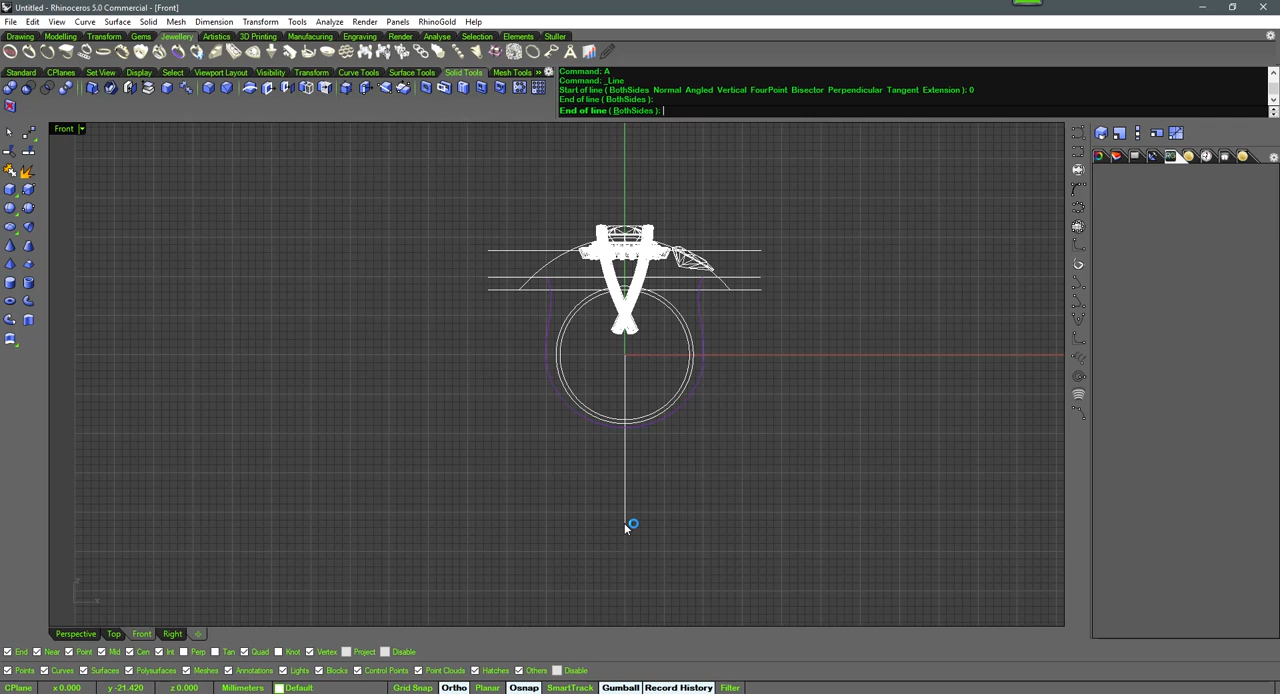 Untitled - Rhinoceros 5.0 Commercial - [Front]
File Edit View Curve Surface Solid Mesh Dimension Transform Tools Analyze Render Panels RhinoGold Help
Drawing Modelling Transform Gems Jewellery Artistics 3D Printing Manufacuring Engraving Render Analyse Selection Elements Stuller
Standard CPlanes Set View Display Select Viewport Layout Visibility Transform Curve Tools Surface Tools Solid Tools Mesh Tools »
Command: A
Command: _Line
Start of line ( BothSides Normal Angled Vertical FourPoint Bisector Perpendicular Tangent Extension ): 0
End of line ( BothSides ):
End of line ( BothSides ):
Front
RG
z
x
Perspective Top Front Right
End Near Point Mid Cen Int Perp Tan Quad Knot Vertex Project Disable
Points Curves Surfaces Polysurfaces Meshes Annotations Lights Blocks Control Points Point Clouds Hatches Others Disable
CPlane x 0.000 y -21.420 z 0.000 Millimeters Default Grid Snap Ortho Planar Osnap SmartTrack Gumball Record History Filter